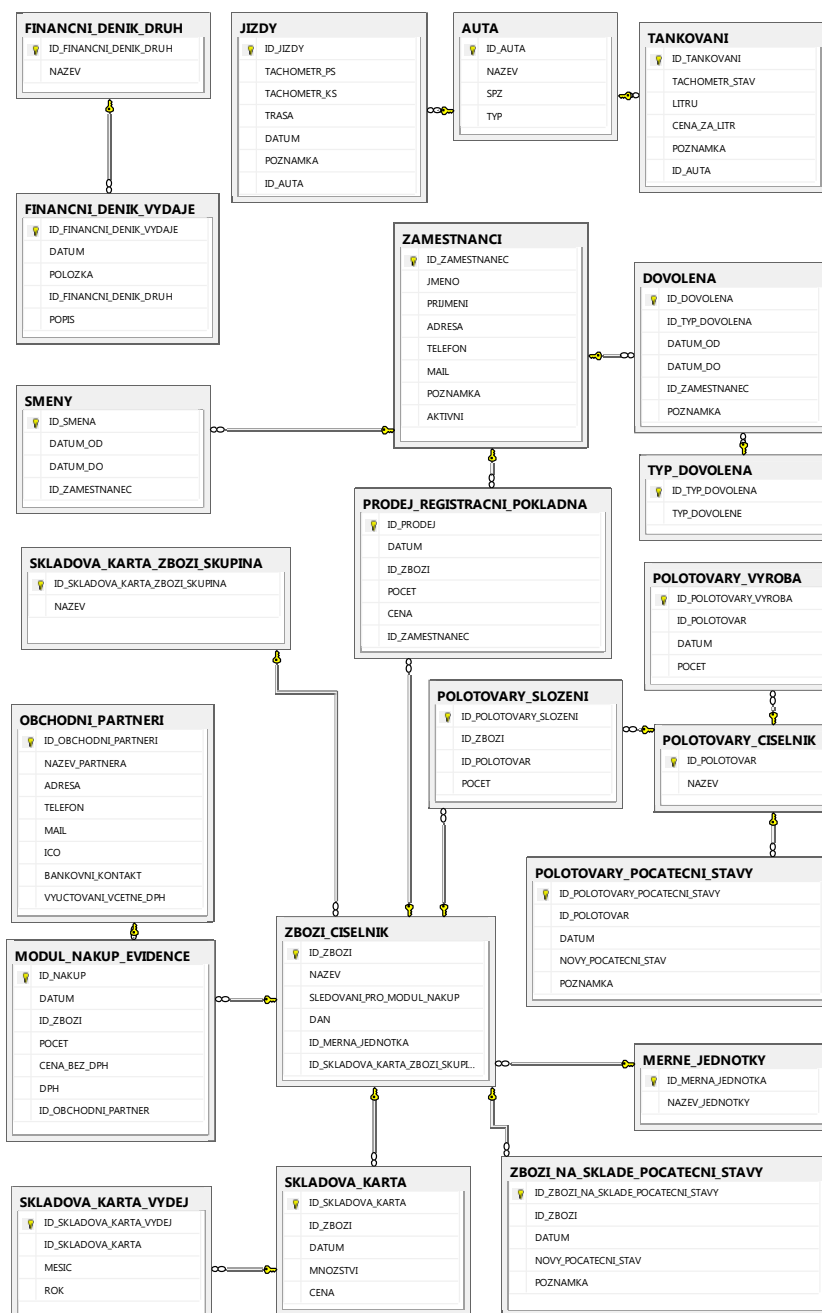 FINANCNI_DENIK_DRUH
ID_FINANCNI_DENIK_DRUH
NAZEV
JIZDY
ID_JIZDY
TACHOMETR_PS
TACHOMETR_KS
TRASA
DATUM
POZNAMKA
ID_AUTA
AUTA
ID_AUTA
NAZEV
SPZ
TYP
TANKOVANI
ID_TANKOVANI
TACHOMETR_STAV
LITRU
CENA_ZA_LITR
POZNAMKA
ID_AUTA
FINANCNI_DENIK_VYDAJE
ID_FINANCNI_DENIK_VYDAJE
DATUM
POLOZKA
ID_FINANCNI_DENIK_DRUH
POPIS
ZAMESTNANCI
ID_ZAMESTNANEC
JMENO
PRIJMENI
ADRESA
TELEFON
MAIL
POZNAMKA
AKTIVNI
DOVOLENA
ID_DOVOLENA
ID_TYP_DOVOLENA
DATUM_OD
DATUM_DO
ID_ZAMESTNANEC
POZNAMKA
SMENY
ID_SMENA
DATUM_OD
DATUM_DO
ID_ZAMESTNANEC
TYP_DOVOLENA
ID_TYP_DOVOLENA
TYP_DOVOLENE
PRODEJ_REGISTRACNI_POKLADNA
ID_PRODEJ
DATUM
ID_ZBOZI
POCET
CENA
ID_ZAMESTNANEC
SKLADOVA_KARTA_ZBOZI_SKUPINA
ID_SKLADOVA_KARTA_ZBOZI_SKUPINA
NAZEV
POLOTOVARY_VYROBA
ID_POLOTOVARY_VYROBA
ID_POLOTOVAR
DATUM
POCET
POLOTOVARY_SLOZENI
ID_POLOTOVARY_SLOZENI
ID_ZBOZI
ID_POLOTOVAR
POCET
OBCHODNI_PARTNERI
ID_OBCHODNI_PARTNERI
NAZEV_PARTNERA
ADRESA
TELEFON
MAIL
ICO
BANKOVNI_KONTAKT
VYUCTOVANI_VCETNE_DPH
POLOTOVARY_CISELNIK
ID_POLOTOVAR
NAZEV
POLOTOVARY_POCATECNI_STAVY
ID_POLOTOVARY_POCATECNI_STAVY
ID_POLOTOVAR
DATUM
NOVY_POCATECNI_STAV
POZNAMKA
ZBOZI_CISELNIK
ID_ZBOZI
NAZEV
SLEDOVANI_PRO_MODUL_NAKUP
DAN
ID_MERNA_JEDNOTKA
ID_SKLADOVA_KARTA_ZBOZI_SKUPI...
MODUL_NAKUP_EVIDENCE
ID_NAKUP
DATUM
ID_ZBOZI
POCET
CENA_BEZ_DPH
DPH
ID_OBCHODNI_PARTNER
MERNE_JEDNOTKY
ID_MERNA_JEDNOTKA
NAZEV_JEDNOTKY
SKLADOVA_KARTA_VYDEJ
ID_SKLADOVA_KARTA_VYDEJ
ID_SKLADOVA_KARTA
MESIC
ROK
SKLADOVA_KARTA
ID_SKLADOVA_KARTA
ID_ZBOZI
DATUM
MNOZSTVI
CENA
ZBOZI_NA_SKLADE_POCATECNI_STAVY
ID_ZBOZI_NA_SKLADE_POCATECNI_STAVY
ID_ZBOZI
DATUM
NOVY_POCATECNI_STAV
POZNAMKA